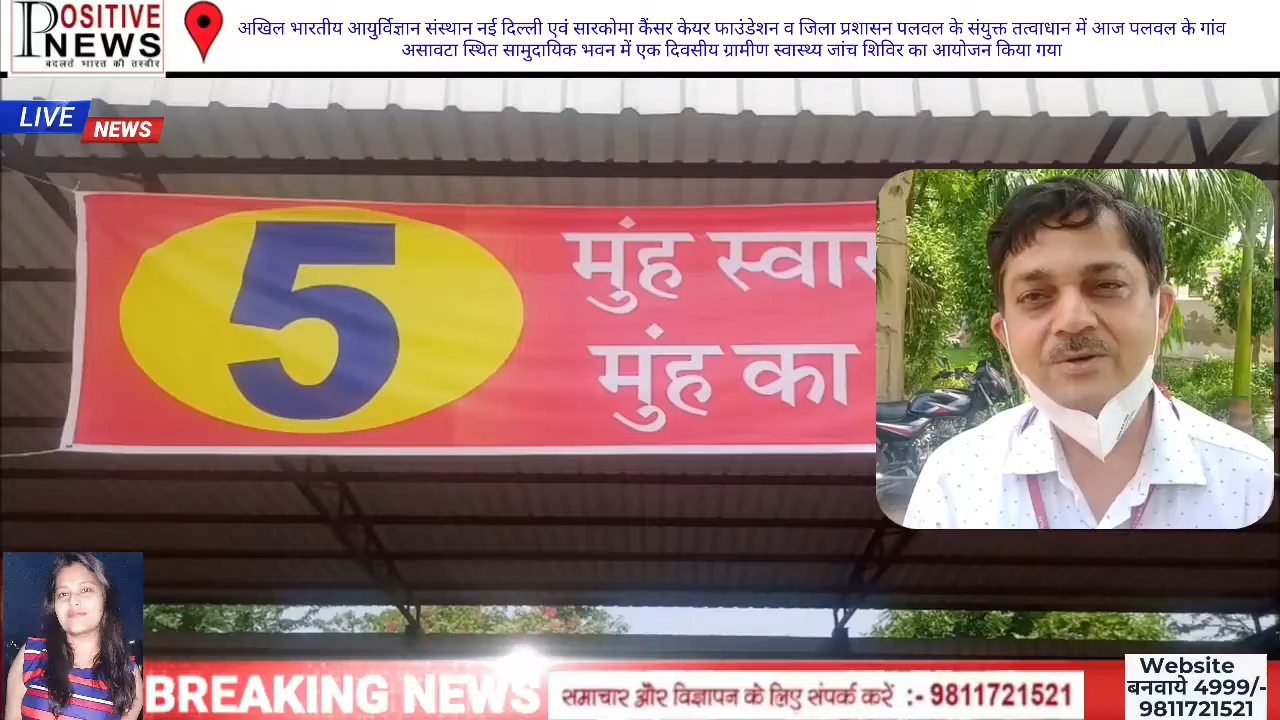 POSITIVE
NEWS
बदलते भारत की तस्वीर
अखिल भारतीय आयुर्विज्ञान संस्थान नई दिल्ली एवं सारकोमा कैंसर केयर फाउंडेशन व जिला प्रशासन पलवल के संयुक्त तत्वाधान में आज पलवल के गांव
असावटा स्थित सामुदायिक भवन में एक दिवसीय ग्रामीण स्वास्थ्य जांच शिविर का आयोजन किया गया
LIVE
NEWS
5
मुंह
मुंह का
BREAKING NEWS
समाचार और विज्ञापन के लिए संपर्क करें :- 9811721521
Website
बनवाये 4999/-
9811721521